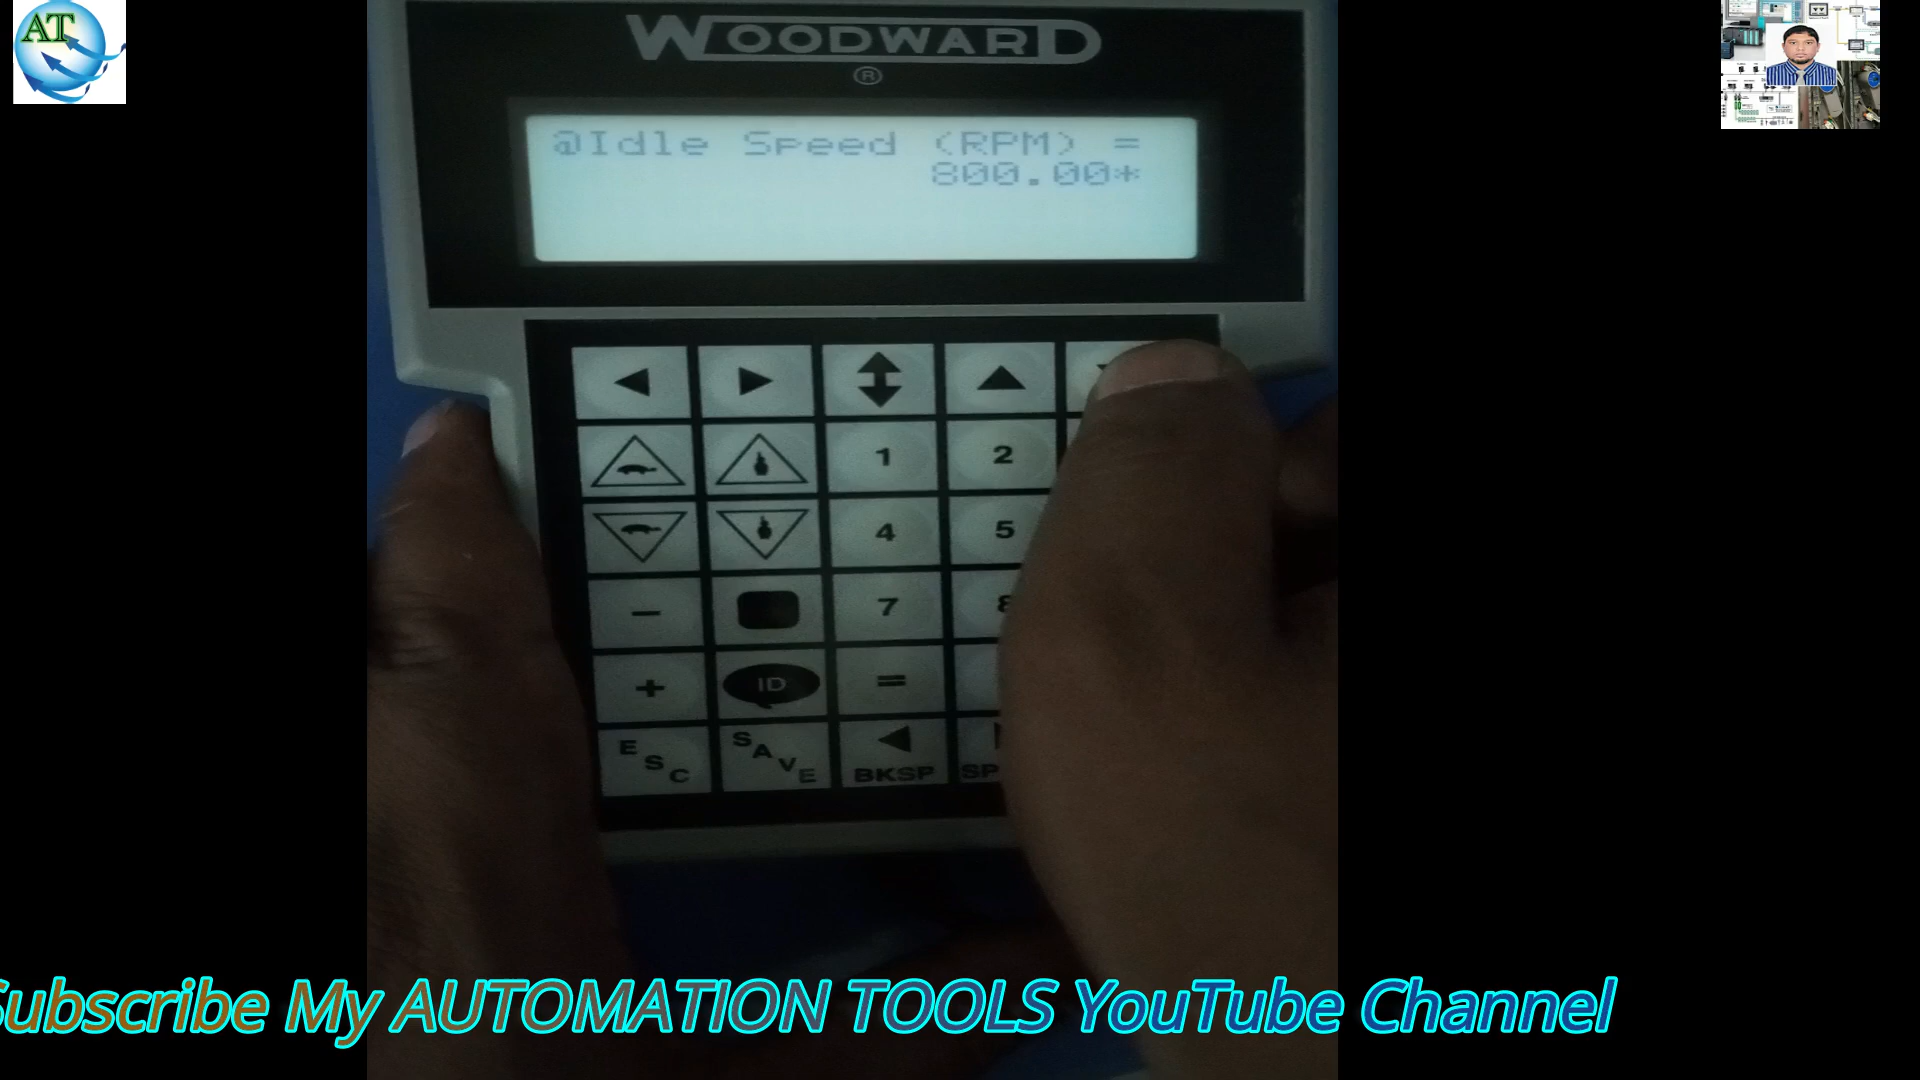 AT
WOODWARD
®
@Idle Speed (RPM) =
800.00*
1 2
4 5
- 7 8
+ ID =
ESC SAVE BKSP SP
Subscribe My AUTOMATION TOOLS YouTube Channel